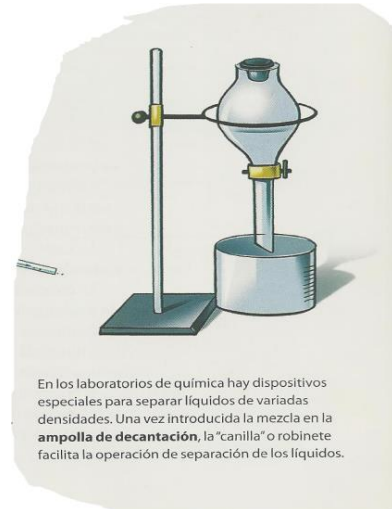 En los laboratorios de química hay dispositivos
especiales para separar líquidos de variadas
densidades. Una vez introducida la mezcla en la
ampolla de decantación, la "canilla" o robinete
facilita la operación de separación de los líquidos.